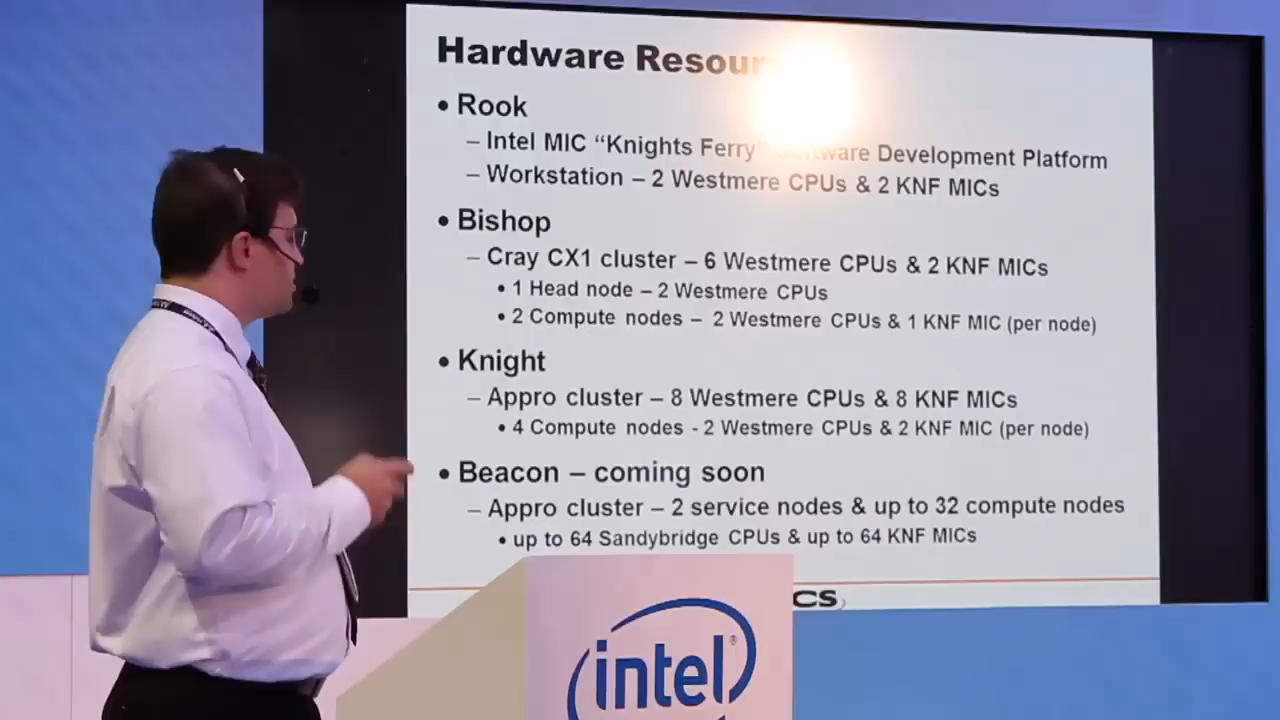 Hardware Resour
• Rook
– Intel MIC “Knights Ferry” Software Development Platform
– Workstation – 2 Westmere CPUs & 2 KNF MICs
• Bishop
– Cray CX1 cluster – 6 Westmere CPUs & 2 KNF MICs
• 1 Head node – 2 Westmere CPUs
• 2 Compute nodes – 2 Westmere CPUs & 1 KNF MIC (per node)
• Knight
– Appro cluster – 8 Westmere CPUs & 8 KNF MICs
• 4 Compute nodes - 2 Westmere CPUs & 2 KNF MIC (per node)
• Beacon – coming soon
– Appro cluster – 2 service nodes & up to 32 compute nodes
• up to 64 Sandybridge CPUs & up to 64 KNF MICs
CS
intel®